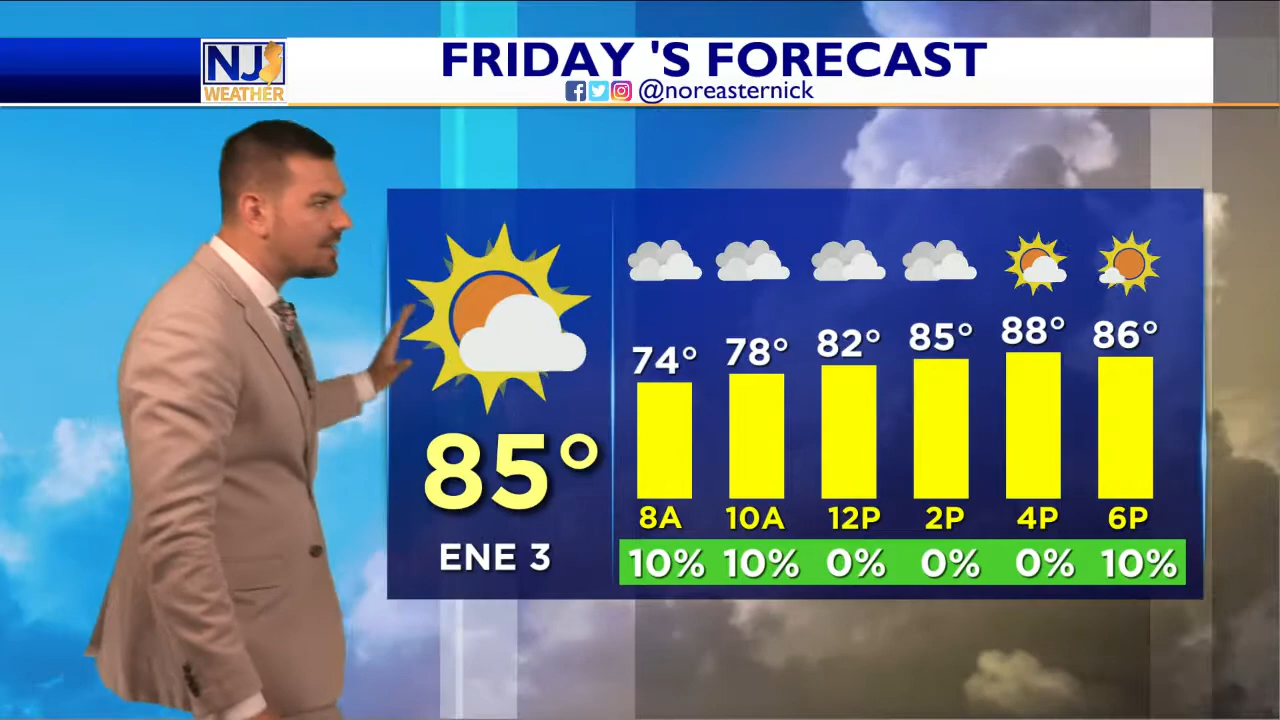 NJ
WEATHER
FRIDAY 'S FORECAST
@noreasternick
74° 78° 82° 85° 88° 86°
85°
8A 10A 12P 2P 4P 6P
ENE 3
10% 10% 0% 0% 0% 10%